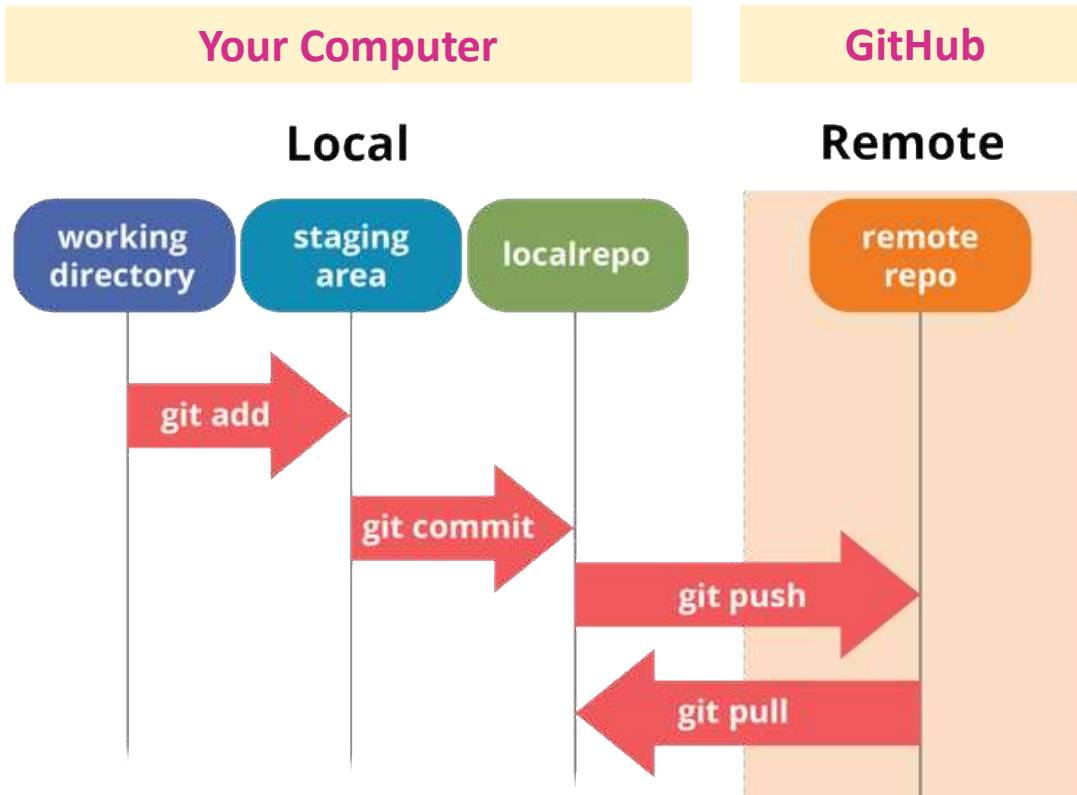 Your Computer
GitHub
Local
Remote
working
directory
staging
area
localrepo
remote
repo
git add
git commit
git push
git pull